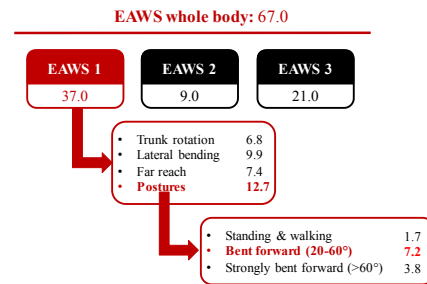 EAWS whole body: 67.0
EAWS 1 EAWS 2 EAWS 3
37.0 9.0 21.0
• Trunk rotation 6.8
• Lateral bending 9.9
• Far reach 7.4
• Postures 12.7
• Standing & walking 1.7
• Bent forward (20-60°) 7.2
• Strongly bent forward (>60°) 3.8